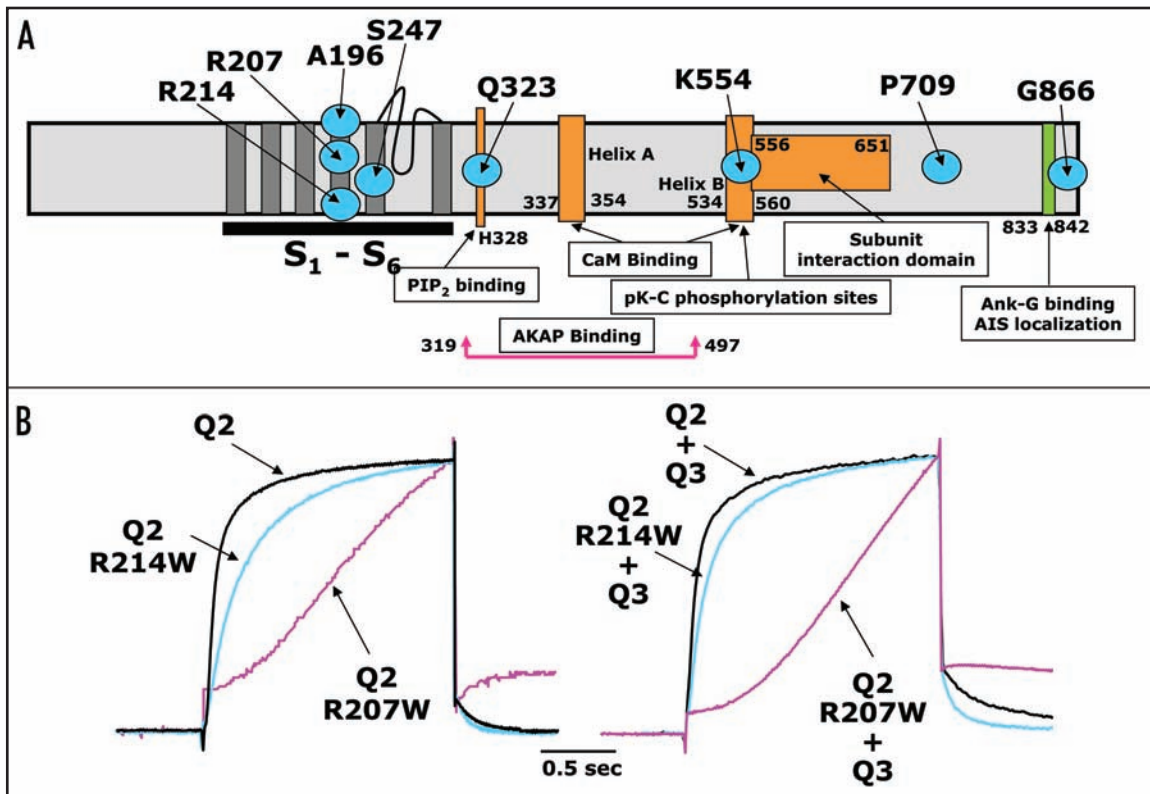 A
S247
A196
R207
R214
Q323
K554
P709
G866
Helix A
556
651
Helix B
337
354
534
560
833
842
H328
S1 - S6
PIP2 binding
CaM Binding
Subunit
interaction domain
pK-C phosphorylation sites
Ank-G binding
AIS localization
AKAP Binding
319
497
B
Q2
Q2
R214W
Q2
R207W
Q2
+
Q3
Q2
R214W
+
Q3
Q2
R207W
+
Q3
0.5 sec